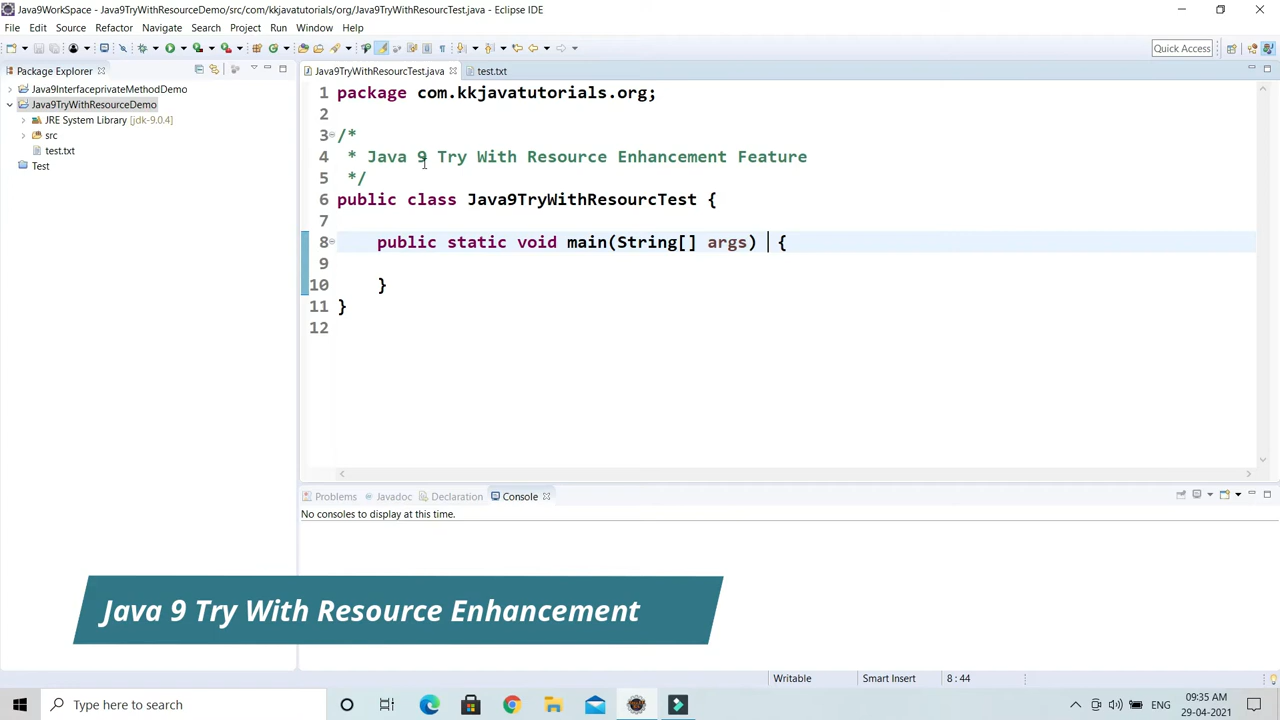 Java9WorkSpace - Java9TryWithResourceDemo/src/com/kkjavatutorials/org/Java9TryWithResourcTest.java - Eclipse IDE
File Edit Source Refactor Navigate Search Project Run Window Help
Quick Access
Package Explorer
Java9TryWithResourcTest.java
test.txt
Java9InterfaceprivateMethodDemo
Java9TryWithResourceDemo
JRE System Library [jdk-9.0.4]
src
test.txt
Test
1 package com.kkjavatutorials.org;
2
3 /*
4 * Java 9 Try With Resource Enhancement Feature
5 */
6 public class Java9TryWithResourcTest {
7
8 public static void main(String[] args) {
9
10 }
11 }
12
Problems Javadoc Declaration Console
No consoles to display at this time.
Java 9 Try With Resource Enhancement
Writable Smart Insert 8 : 44
Type here to search
ENG
09:35 AM
29-04-2021